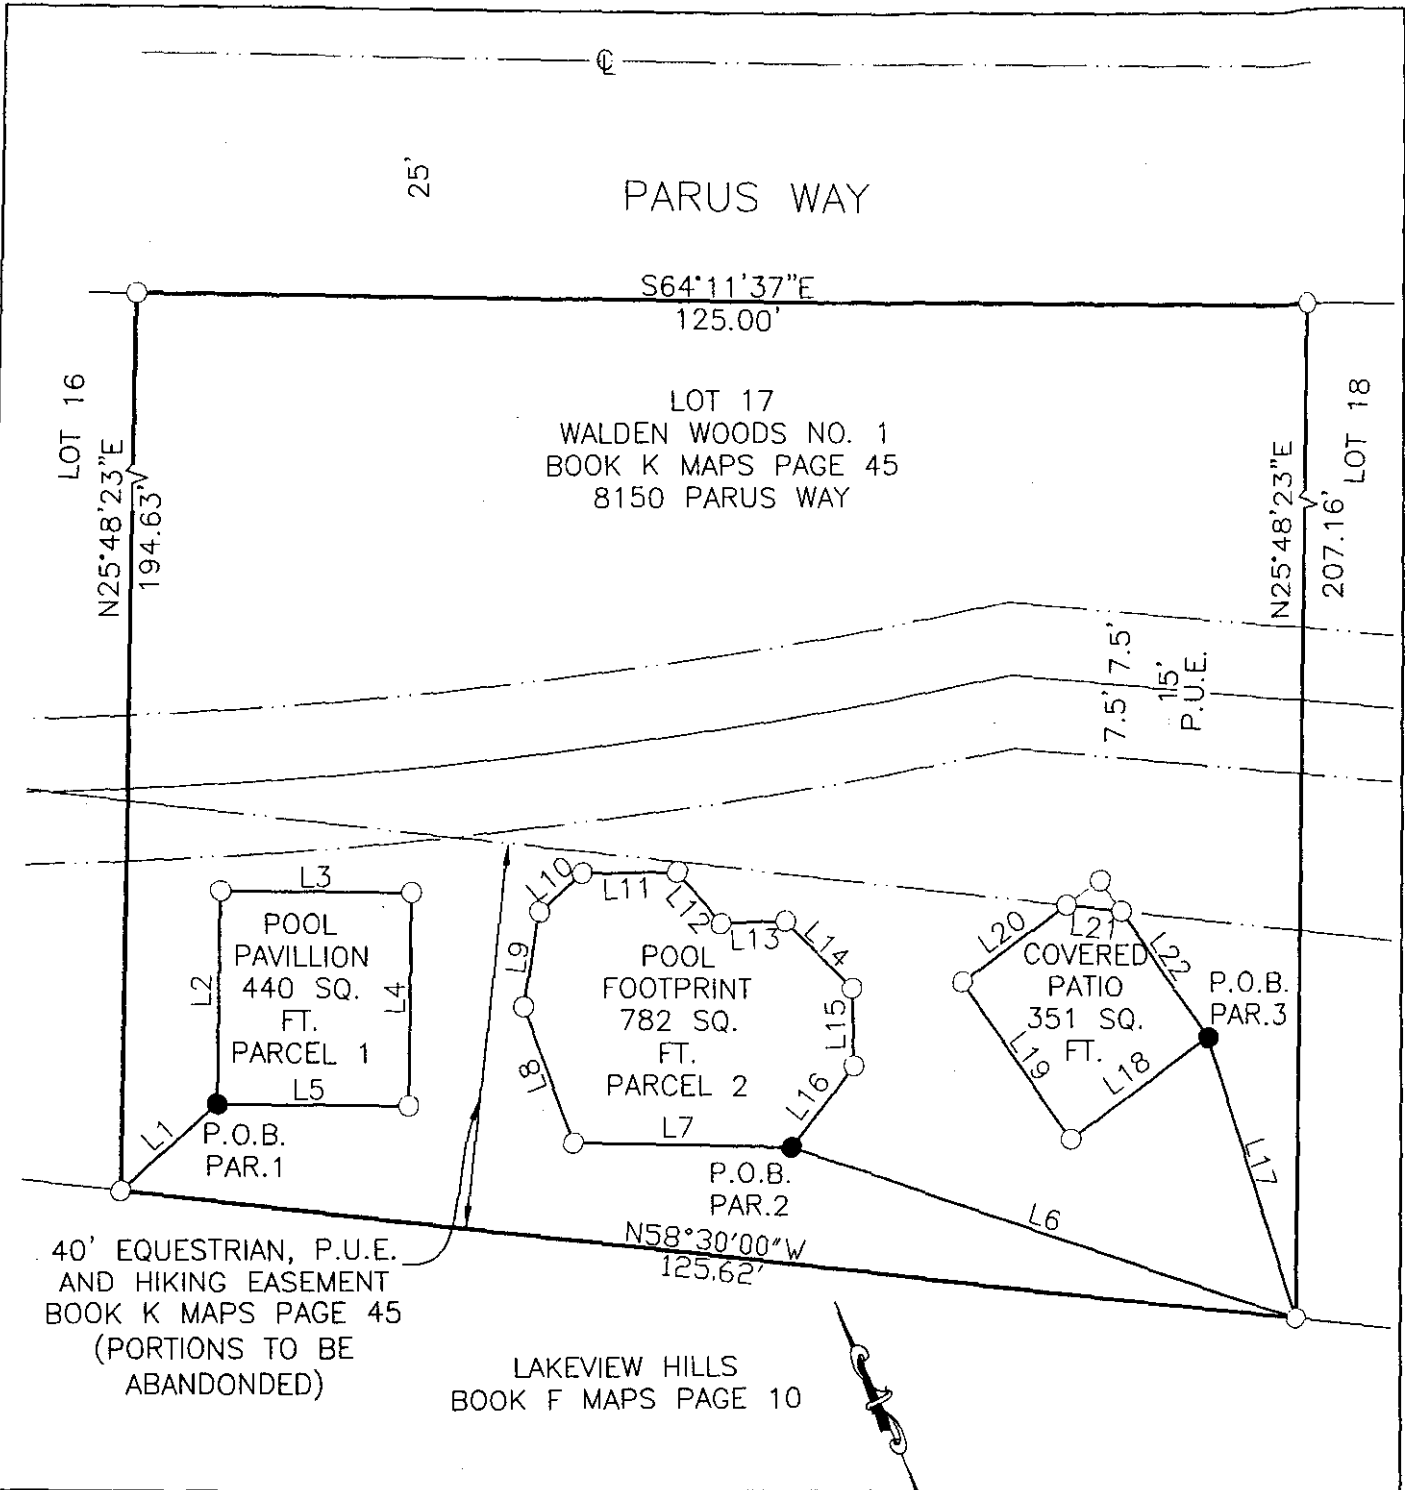 ℄
25'
PARUS WAY
S64°11'37"E
125.00'
LOT 16
N25°48'23"E
194.63'
LOT 17
WALDEN WOODS NO. 1
BOOK K MAPS PAGE 45
8150 PARUS WAY
N25°48'23"E
207.16'
LOT 18
7.5' 7.5'
15'
P.U.E.
L3
POOL
PAVILLION
440 SQ.
FT.
PARCEL 1
L2
L4
L5
L1
P.O.B.
PAR.1
L10
L11
L12
L13
L14
L9
POOL
FOOTPRINT
782 SQ.
FT.
PARCEL 2
L15
L8
L16
L7
P.O.B.
PAR.2
L20
L21
L22
COVERED
PATIO
351 SQ.
FT.
P.O.B.
PAR.3
L19
L18
L17
L6
N58°30'00"W
125.62'
40' EQUESTRIAN, P.U.E.
AND HIKING EASEMENT
BOOK K MAPS PAGE 45
(PORTIONS TO BE
ABANDONDED)
LAKEVIEW HILLS
BOOK F MAPS PAGE 10